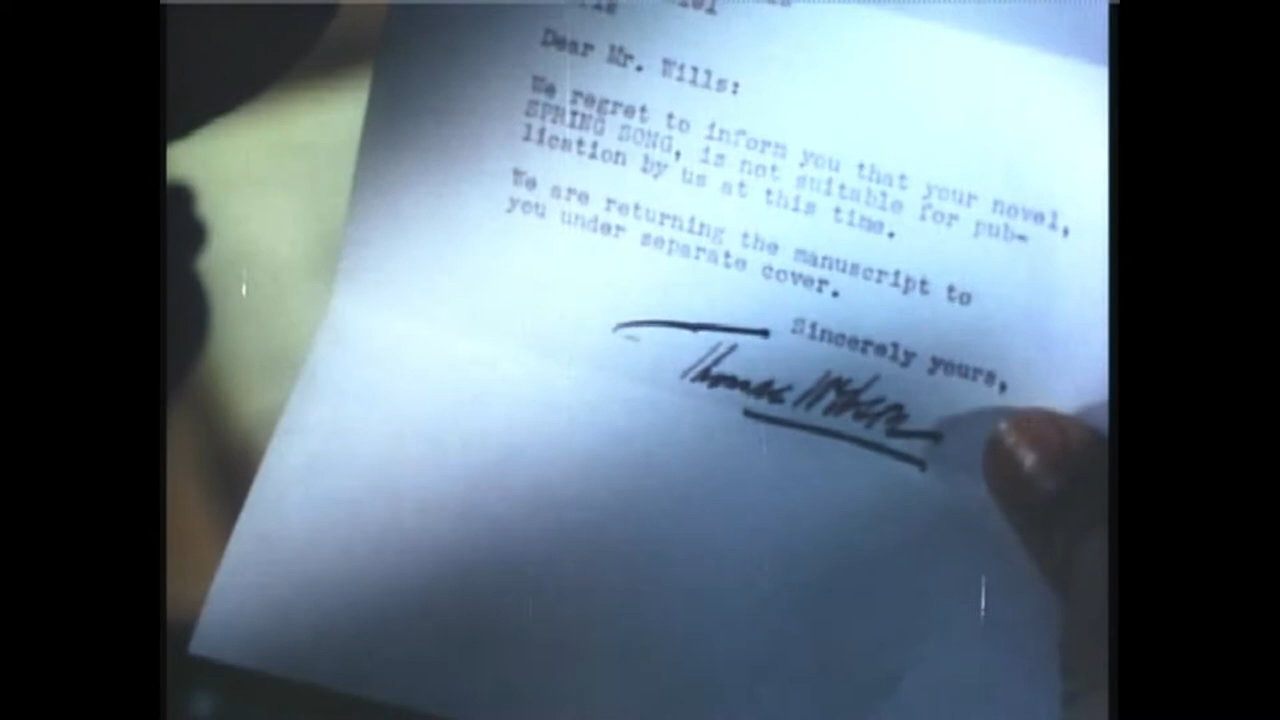 Dear Mr. Wills:
We regret to inform you that your novel,
SPRING SONG, is not suitable for pub-
lication by us at this time.
We are returning the manuscript to
you under separate cover.
Sincerely yours,
Thomas